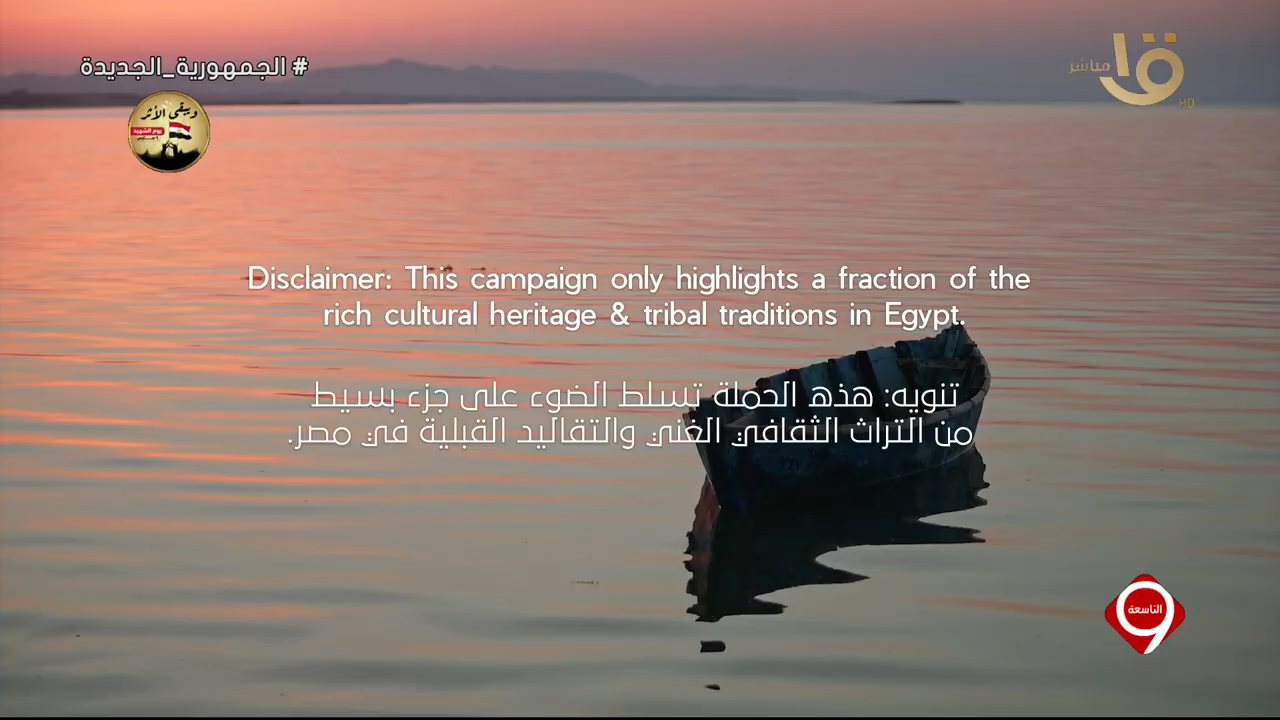 #الجمهورية_الجديدة
ويبقى الأثر
يوم الشهيد
مباشر
HD
Disclaimer: This campaign only highlights a fraction of the
rich cultural heritage & tribal traditions in Egypt.
تنويه: هذه الحملة تسلط الضوء على جزء بسيط
من التراث الثقافي الغني والتقاليد القبلية في مصر.
التاسعة
9